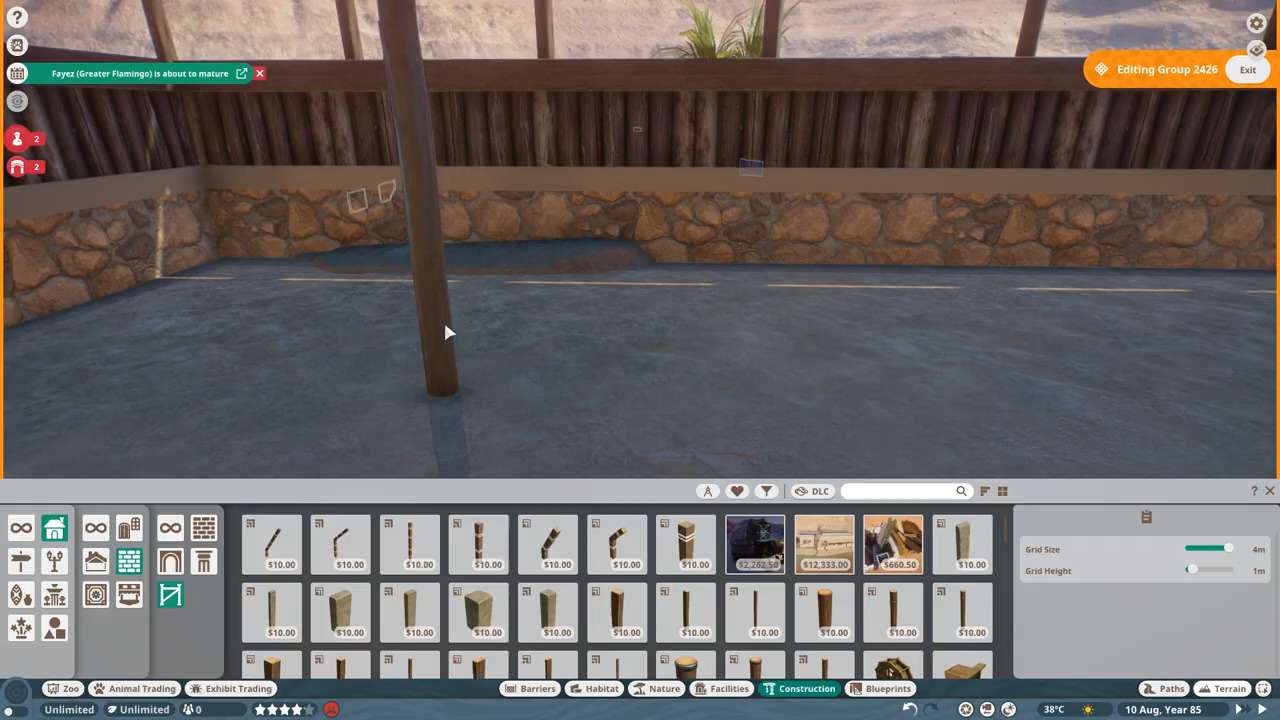 ?
Fayez (Greater Flamingo) is about to mature
Editing Group 2426
Exit
2
2
DLC
?
$10.00
$10.00
$10.00
$10.00
$10.00
$10.00
$10.00
$2,262.50
$12,333.00
$660.50
$10.00
$10.00
$10.00
$10.00
$10.00
$10.00
$10.00
$10.00
$10.00
$10.00
$10.00
$10.00
Grid Size
4m
Grid Height
1m
Zoo
Animal Trading
Exhibit Trading
Barriers
Habitat
Nature
Facilities
Construction
Blueprints
Paths
Terrain
Unlimited
Unlimited
0
38°C
10 Aug, Year 85